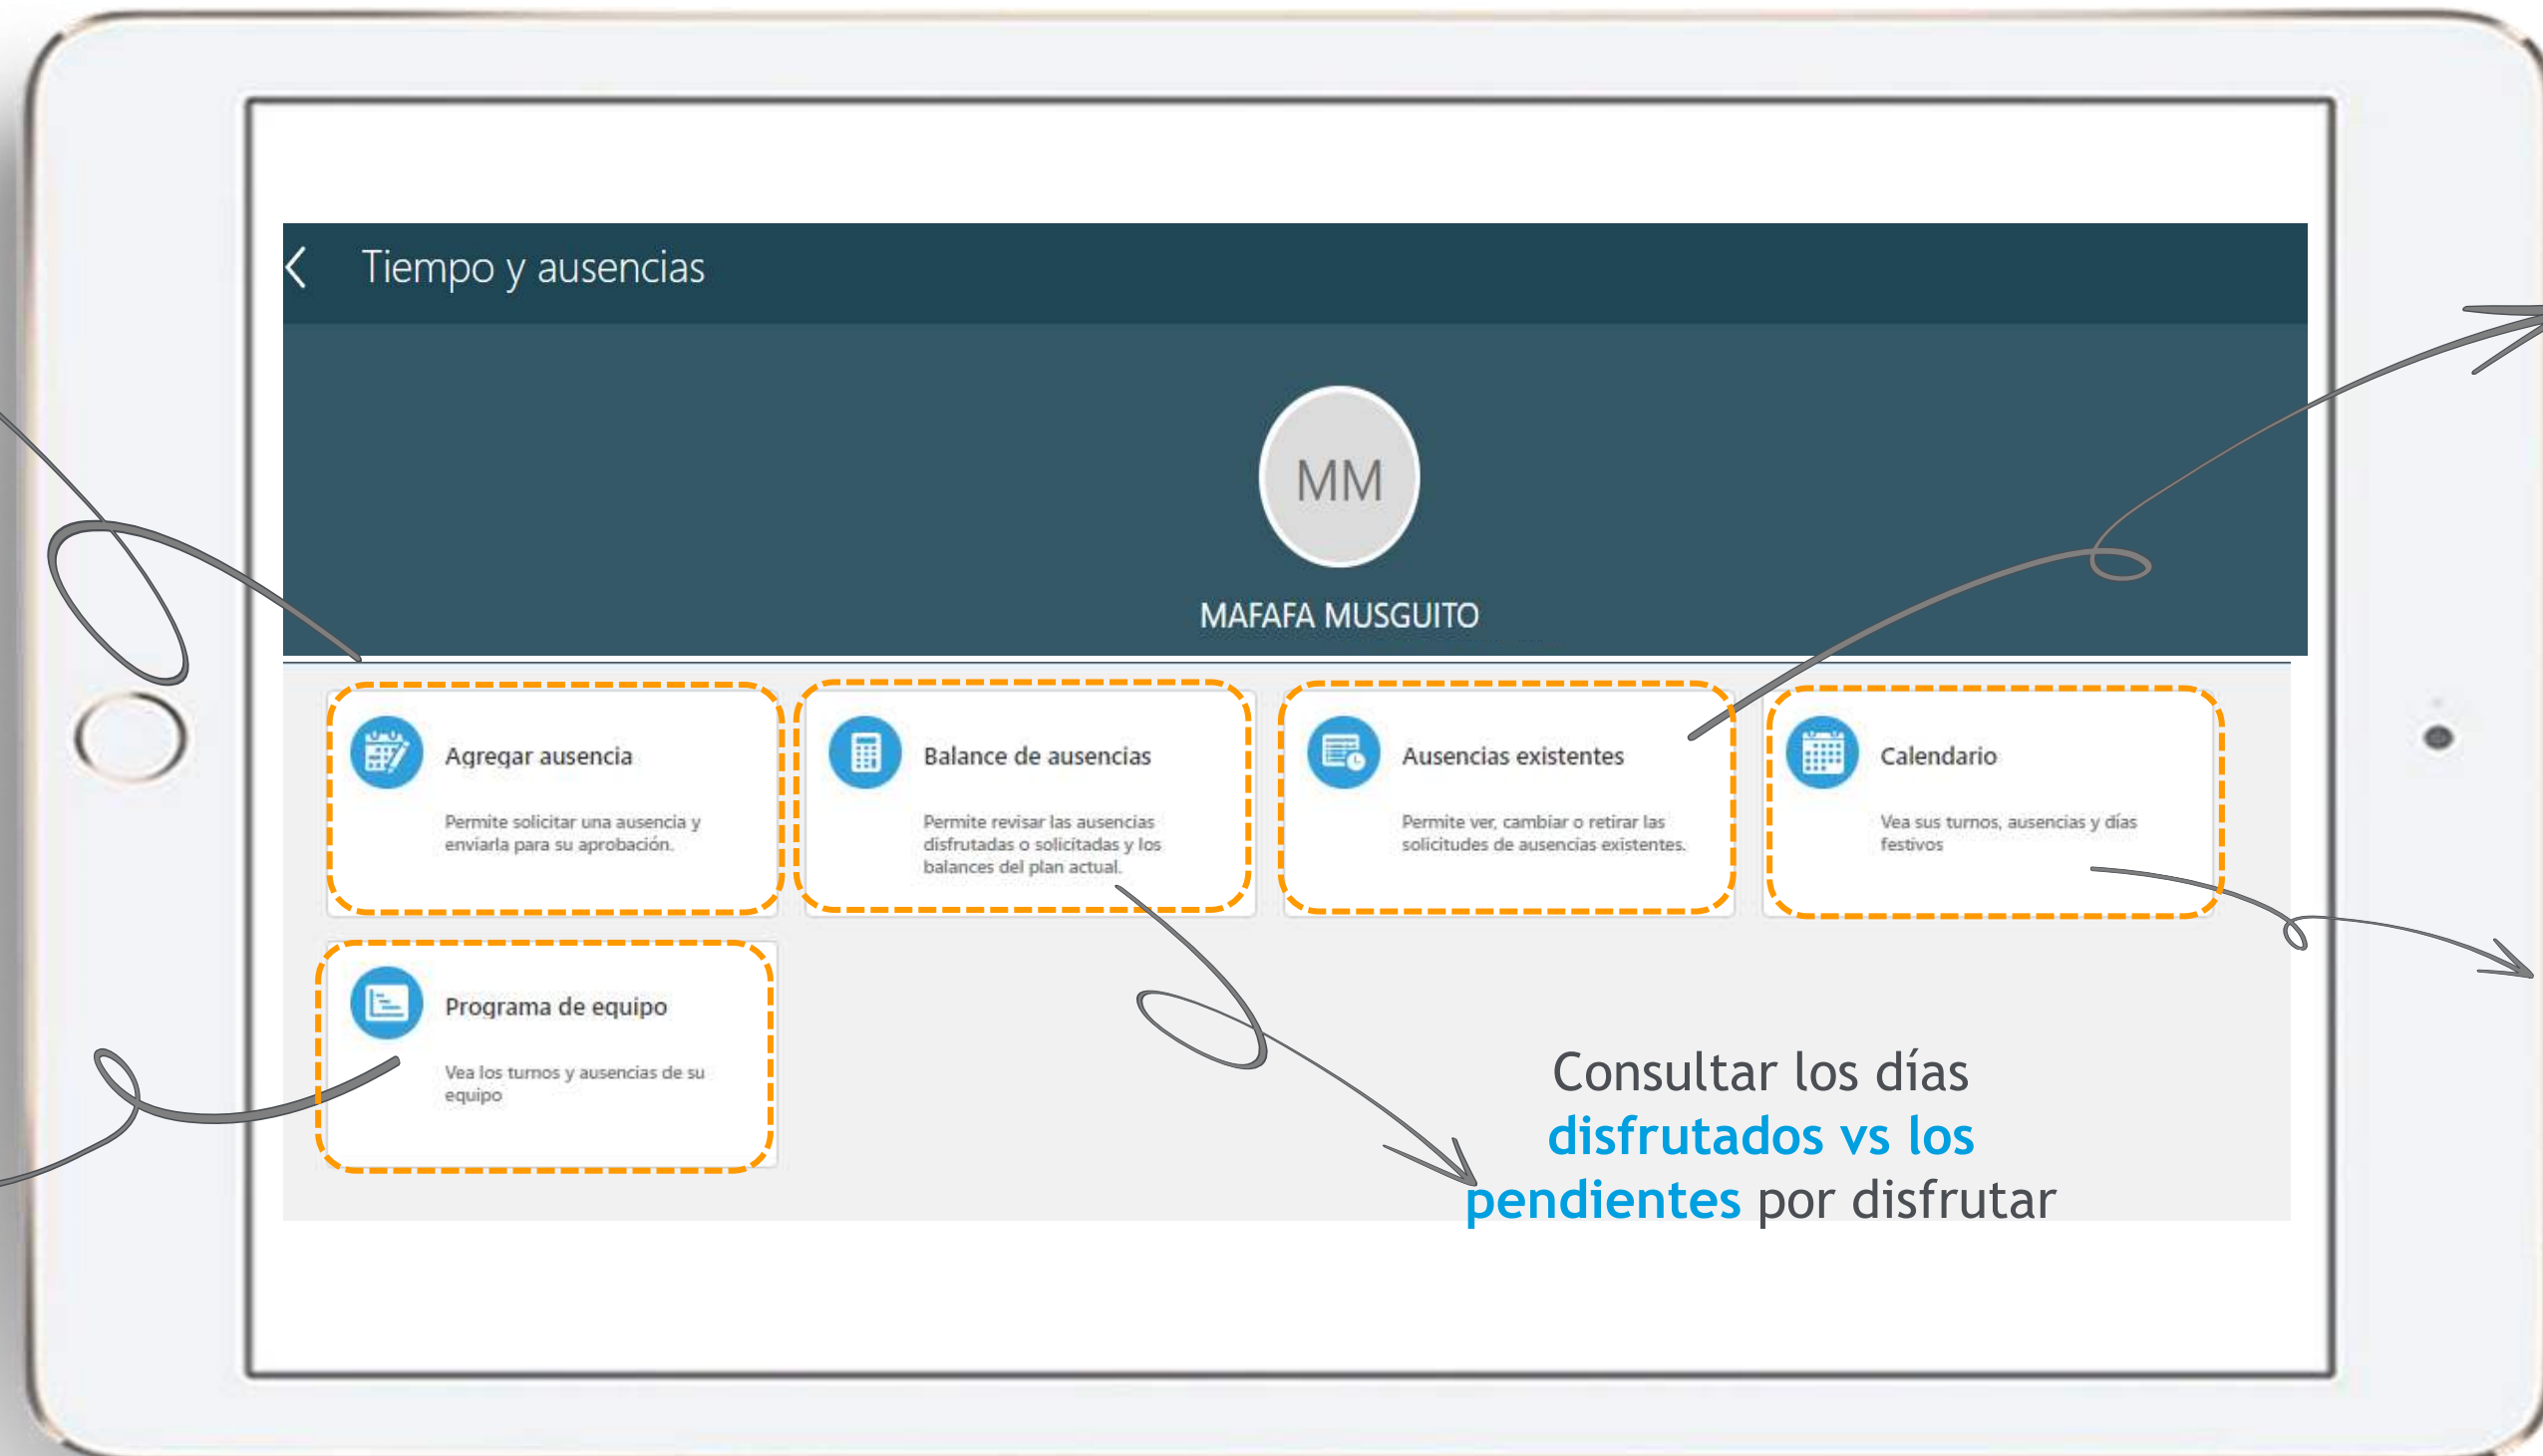 Tiempo y ausencias
MM
MAFAFA MUSGUITO
Agregar ausencia
Permite solicitar una ausencia y
enviarla para su aprobación.
Balance de ausencias
Permite revisar las ausencias
disfrutadas o solicitadas y los
balances del plan actual.
Ausencias existentes
Permite ver, cambiar o retirar las
solicitudes de ausencias existentes.
Calendario
Vea sus turnos, ausencias y días
festivos
Programa de equipo
Vea los turnos y ausencias de su
equipo
Consultar los días
disfrutados vs los
pendientes por disfrutar